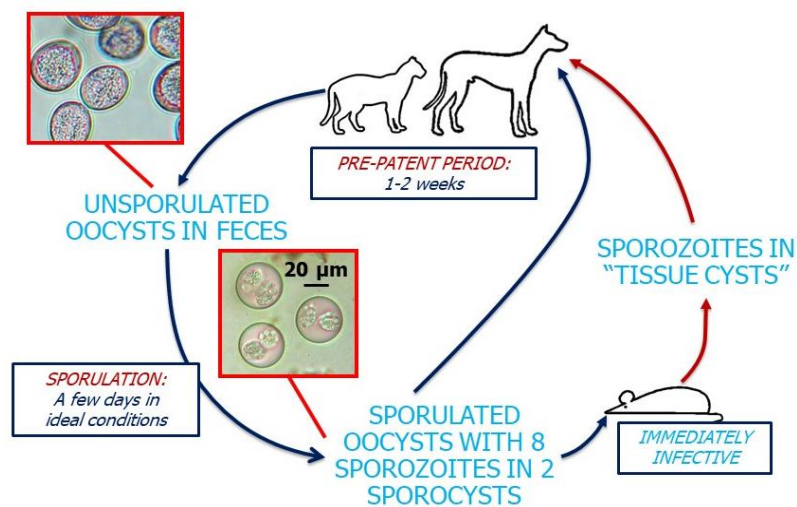 PRE-PATENT PERIOD:
1-2 weeks
UNSPORULATED
OOCYSTS IN FECES
20 µm
SPOROZOITES IN
“TISSUE CYSTS”
SPORULATION:
A few days in
ideal conditions
SPORULATED
OOCYSTS WITH 8
SPOROZOITES IN 2
SPOROCYSTS
IMMEDIATELY
INFECTIVE